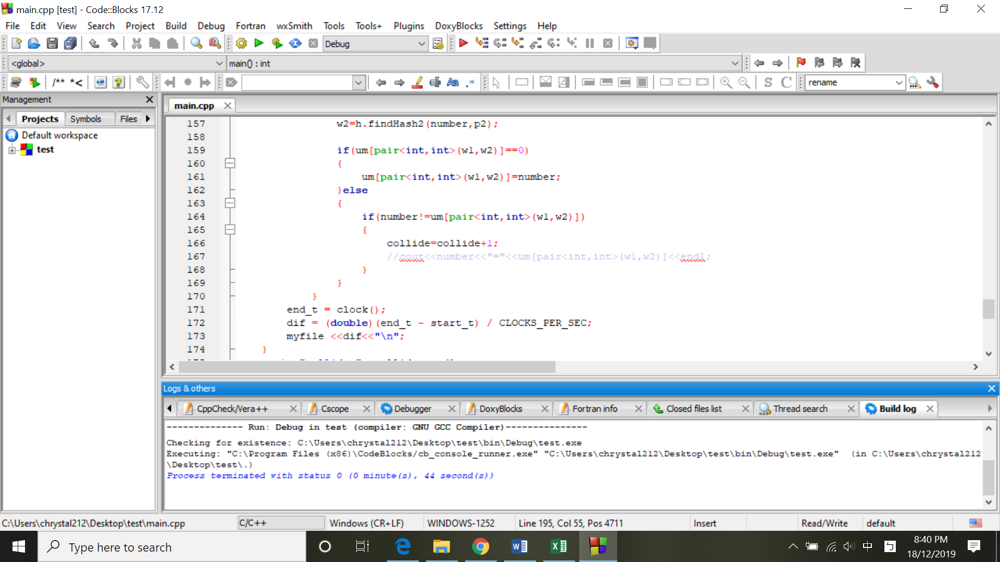 main.cpp [test] - Code::Blocks 17.12
File Edit View Search Project Build Debug Fortran wxSmith Tools Tools+ Plugins DoxyBlocks Settings Help
Debug
<global> main() : int
/** *< Aa .* S C rename
Management
Projects Symbols Files
Default workspace
test
main.cpp
157 w2=h.findHash2(number,p2);
158
159 if(um[pair<int,int>(w1,w2)]==0)
160 {
161 um[pair<int,int>(w1,w2)]=number;
162 }else
163 {
164 if(number!=um[pair<int,int>(w1,w2)])
165 {
166 collide=collide+1;
167 //cout<<number<<"="<<um[pair<int,int>(w1,w2)]<<endl;
168 }
169 }
170 }
171 end_t = clock();
172 dif = (double)(end_t - start_t) / CLOCKS_PER_SEC;
173 myfile <<dif<<"\n";
174 }
Logs & others
CppCheck/Vera++ Cscope Debugger DoxyBlocks Fortran info Closed files list Thread search Build log
-------------- Run: Debug in test (compiler: GNU GCC Compiler)---------------
Checking for existence: C:\Users\chrystal212\Desktop\test\bin\Debug\test.exe
Executing: "C:\Program Files (x86)\CodeBlocks/cb_console_runner.exe" "C:\Users\chrystal212\Desktop\test\bin\Debug\test.exe"  (in C:\Users\chrystal212
\Desktop\test\.)
Process terminated with status 0 (0 minute(s), 44 second(s))
C:\Users\chrystal212\Desktop\test\main.cpp C/C++ Windows (CR+LF) WINDOWS-1252 Line 195, Col 55, Pos 4711 Insert Read/Write default
Type here to search
中 ㄅ 8:40 PM
18/12/2019